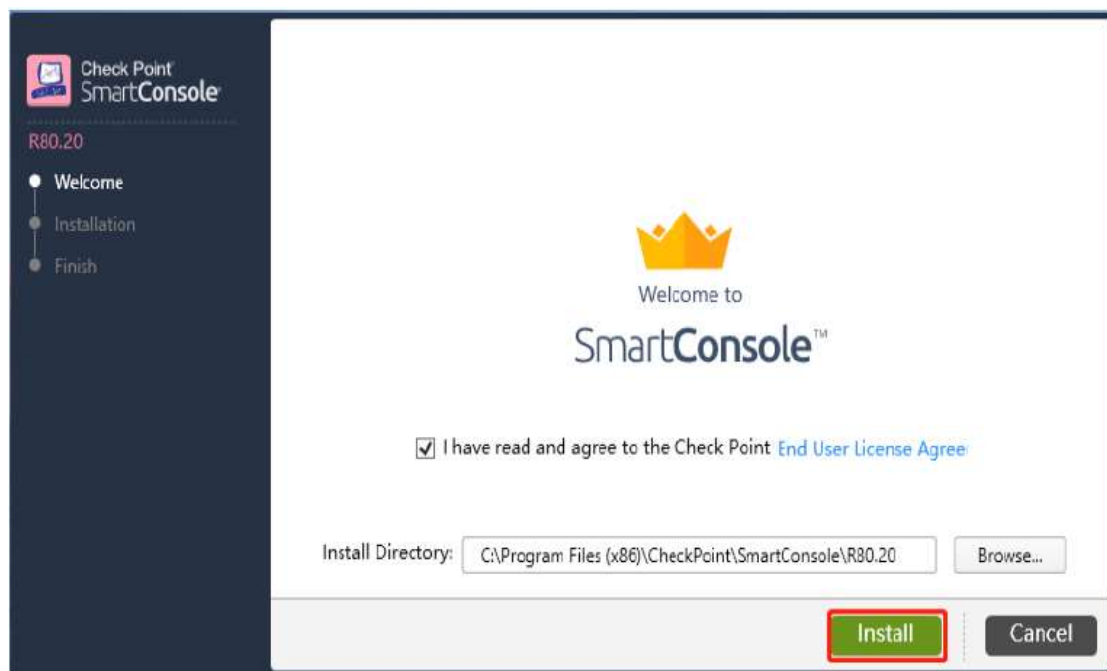 Check Point
SmartConsole
R80.20
Welcome
Installation
Finish
Welcome to
SmartConsole™
I have read and agree to the Check Point End User License Agree
Install Directory: C:\Program Files (x86)\CheckPoint\SmartConsole\R80.20 Browse...
Install Cancel